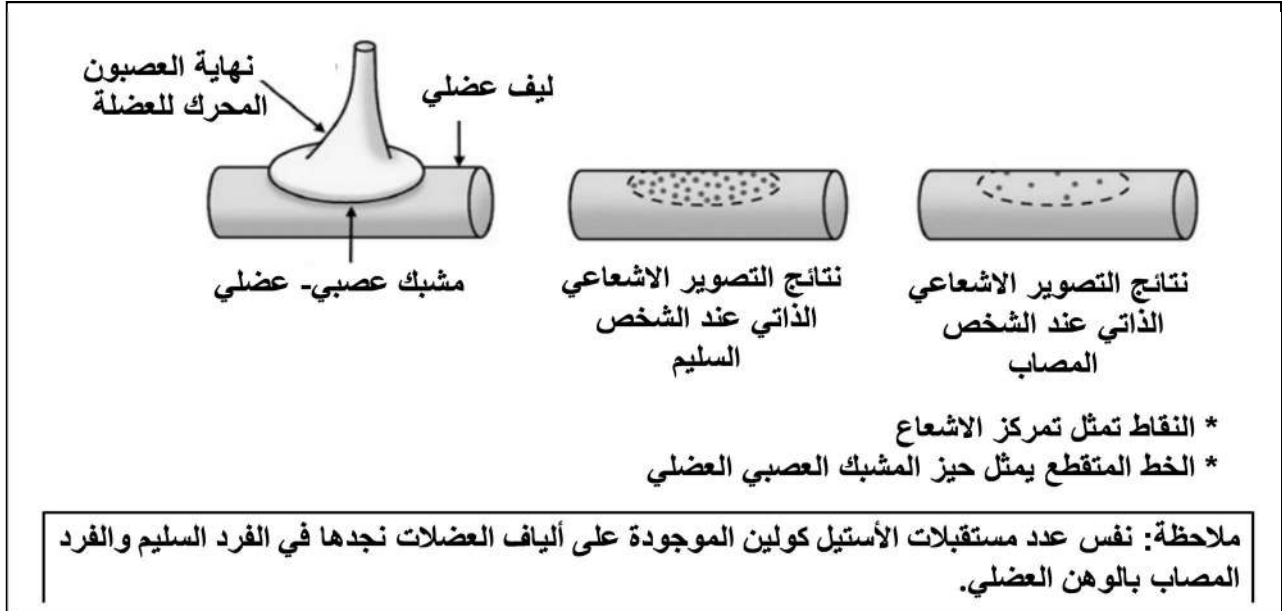 نهاية العصبون
المحرك للعضلة
ليف عضلي
مشبك عصبي- عضلي
نتائج التصوير الاشعاعي
الذاتي عند الشخص
السليم
نتائج التصوير الاشعاعي
الذاتي عند الشخص
المصاب
* النقاط تمثل تمركز الاشعاع
* الخط المتقطع يمثل حيز المشبك العصبي العضلي
ملاحظة: نفس عدد مستقبلات الأستيل كولين الموجودة على ألياف العضلات نجدها في الفرد السليم والفرد
المصاب بالوهن العضلي.